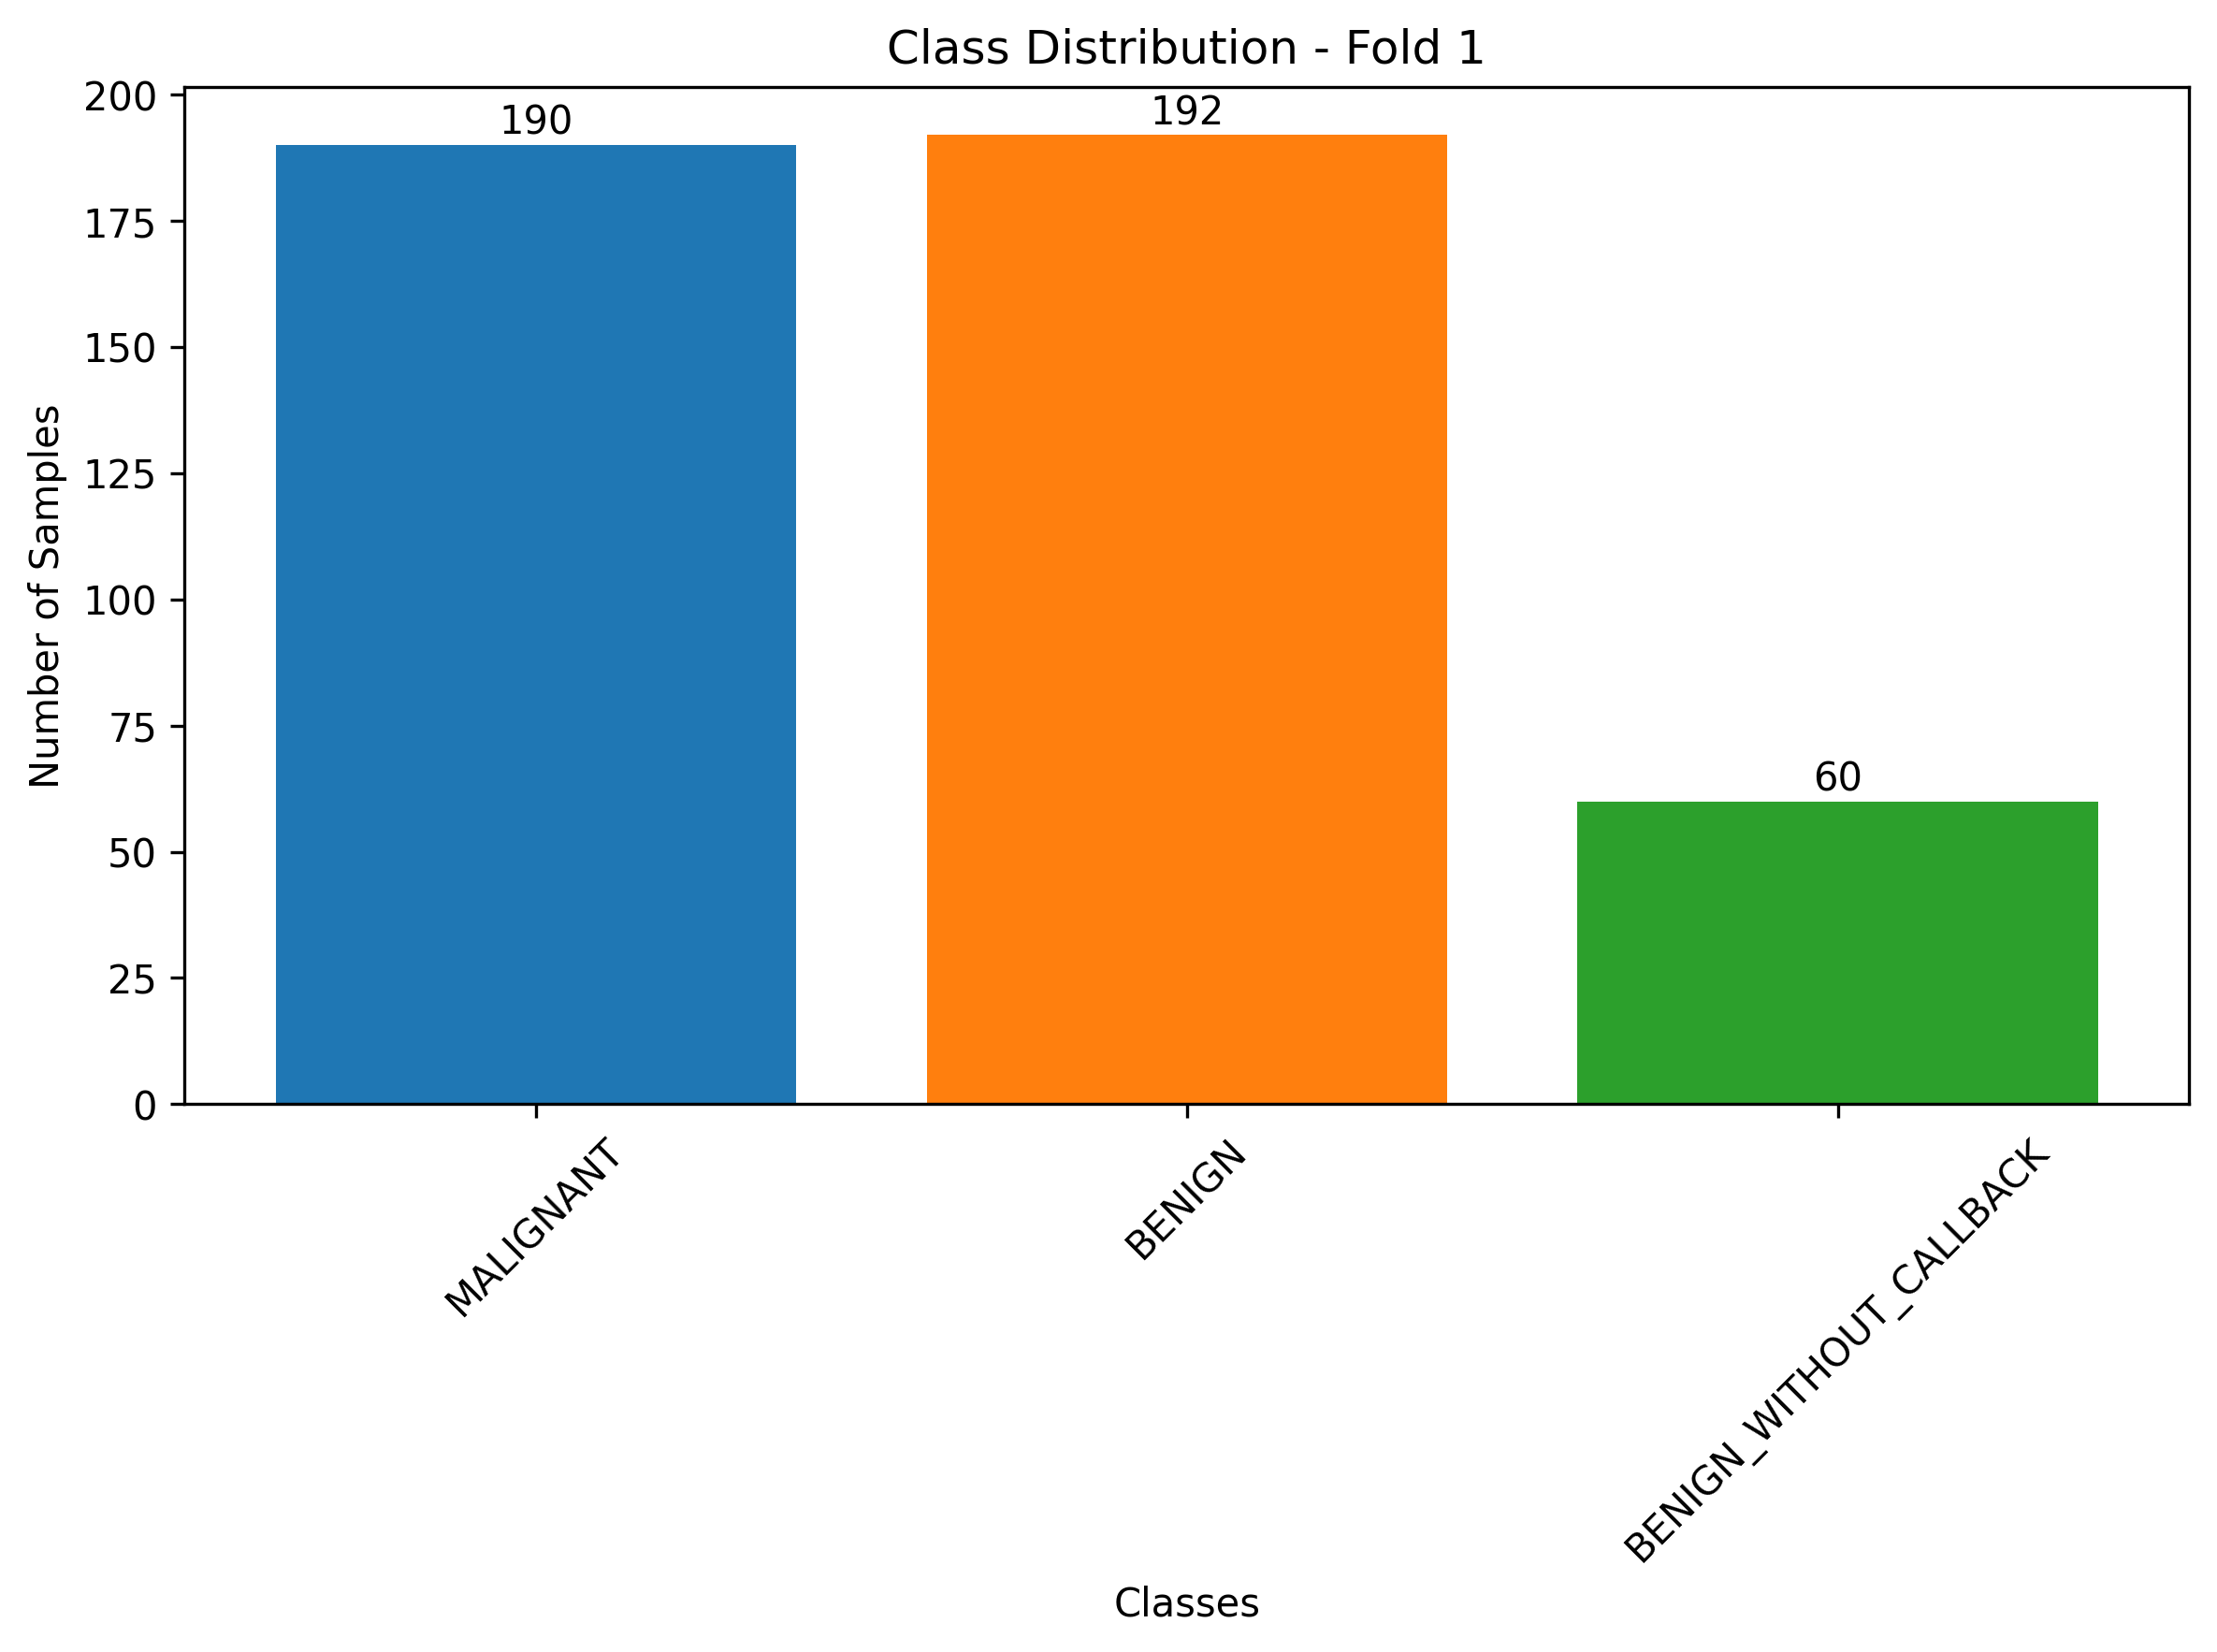 Class Distribution - Fold 1
Number of Samples
200
175
150
125
100
75
50
25
0
190
192
60
MALIGNANT
BENIGN
BENIGN_WITHOUT_CALLBACK
Classes